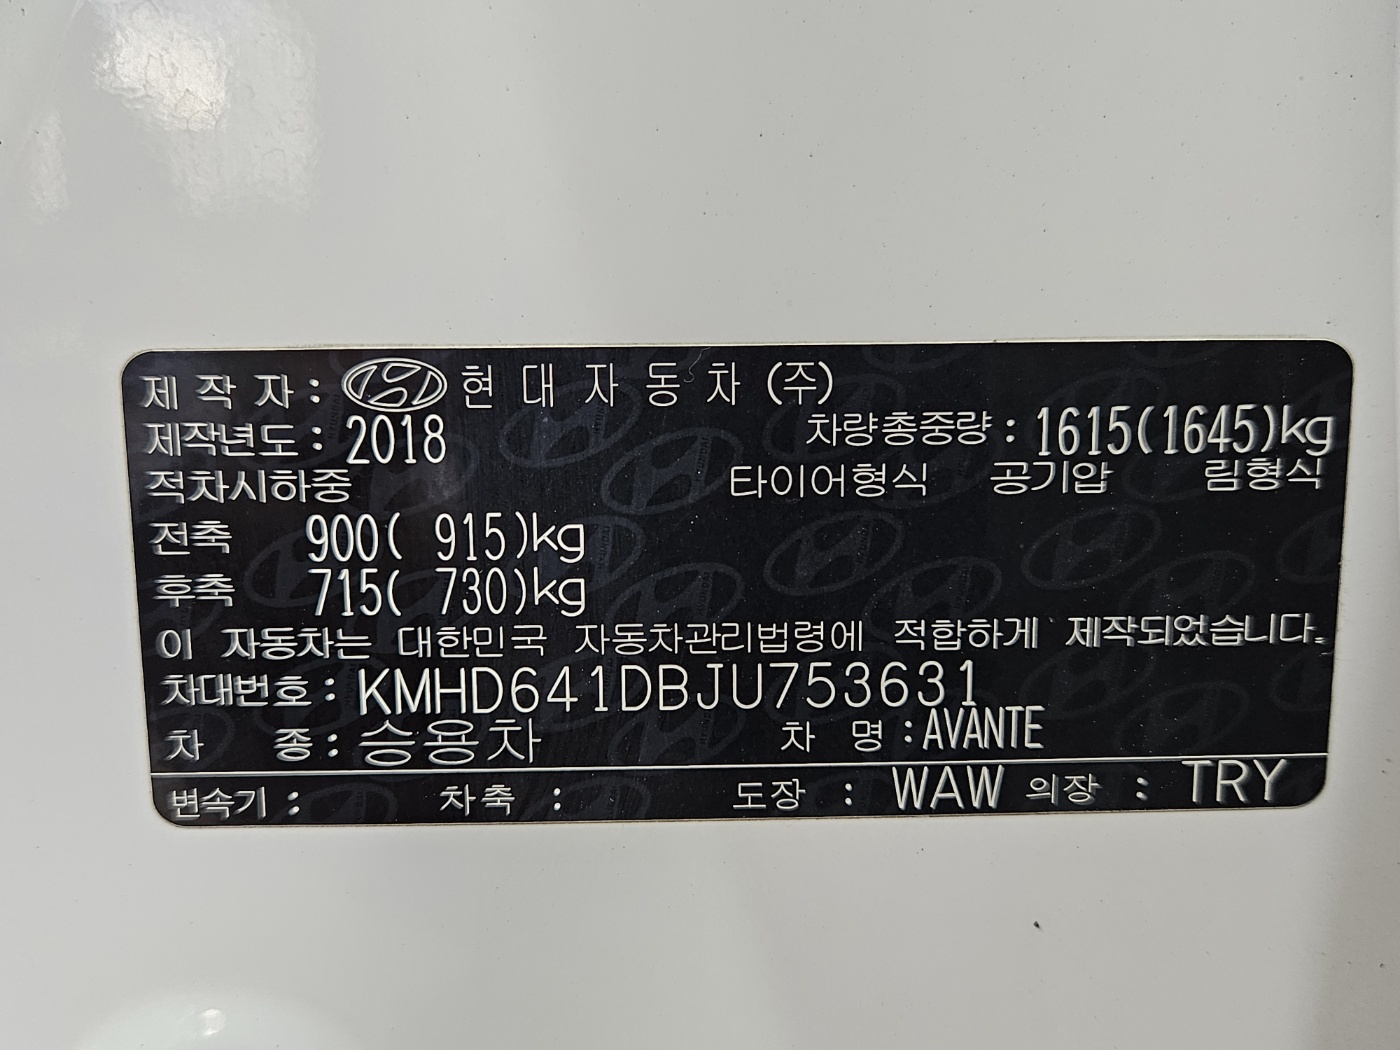 제 작 자 : 현 대 자 동 차 (주)
제작년도 : 2018 차량총중량 : 1615(1645)kg
적차시하중 타이어형식 공기압 림형식
전축 900( 915)kg
후축 715( 730)kg
이 자동차는 대한민국 자동차관리법령에 적합하게 제작되었습니다.
차대번호 : KMHD641DBJU753631
차 종 : 승용차 차 명 : AVANTE
변속기 : 차축 : 도장 : WAW 의장 : TRY